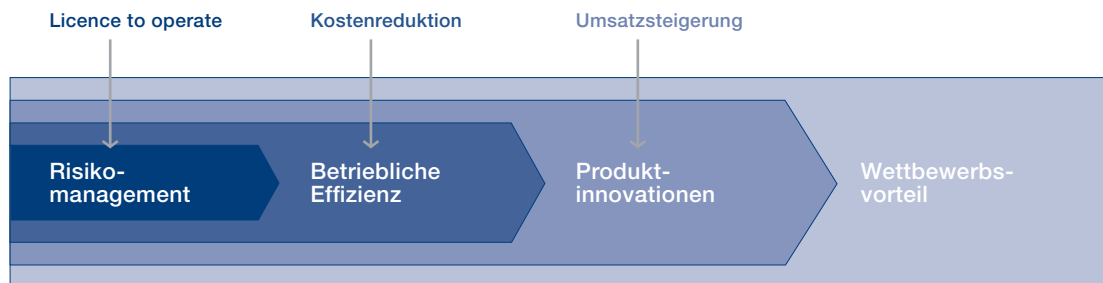 Licence to operate
Kostenreduktion
Umsatzsteigerung
Risiko-
management
Betriebliche
Effizienz
Produkt-
innovationen
Wettbewerbs-
vorteil